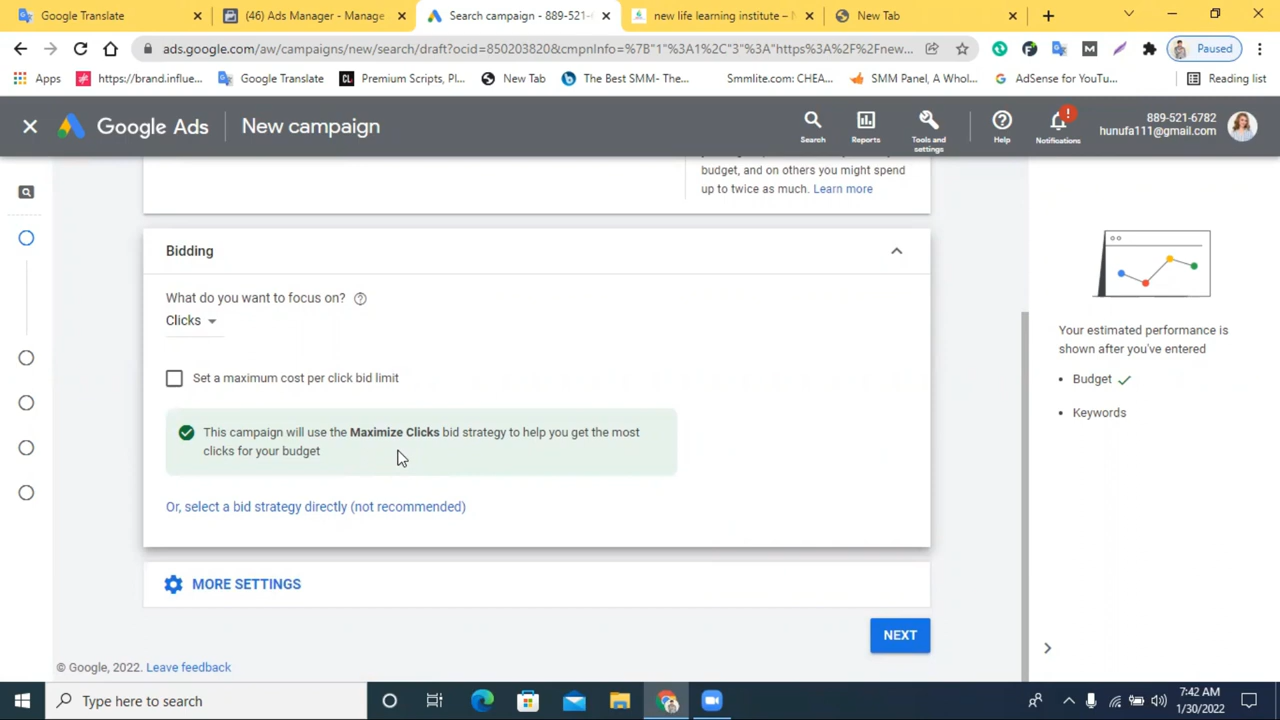 Google Translate
(46) Ads Manager - Manage
Search campaign - 889-521-
new life learning institute –
New Tab
ads.google.com/aw/campaigns/new/search/draft?ocid=850203820&cmpnInfo=%7B"1"%3A1%2C"3"%3A"https%3A%2F%2Fnew...
Paused
Apps
https://brand.influe...
Google Translate
Premium Scripts, Pl...
New Tab
The Best SMM- The...
Smmlite.com: CHEA...
SMM Panel, A Whol...
AdSense for YouTu...
Reading list
Google Ads
New campaign
Search
Reports
Tools and settings
Help
Notifications
889-521-6782
hunufa111@gmail.com
budget, and on others you might spend
up to twice as much. Learn more
Bidding
What do you want to focus on?
Clicks
Set a maximum cost per click bid limit
This campaign will use the Maximize Clicks bid strategy to help you get the most
clicks for your budget
Or, select a bid strategy directly (not recommended)
MORE SETTINGS
NEXT
Your estimated performance is
shown after you've entered
Budget
Keywords
© Google, 2022. Leave feedback
Type here to search
7:42 AM
1/30/2022